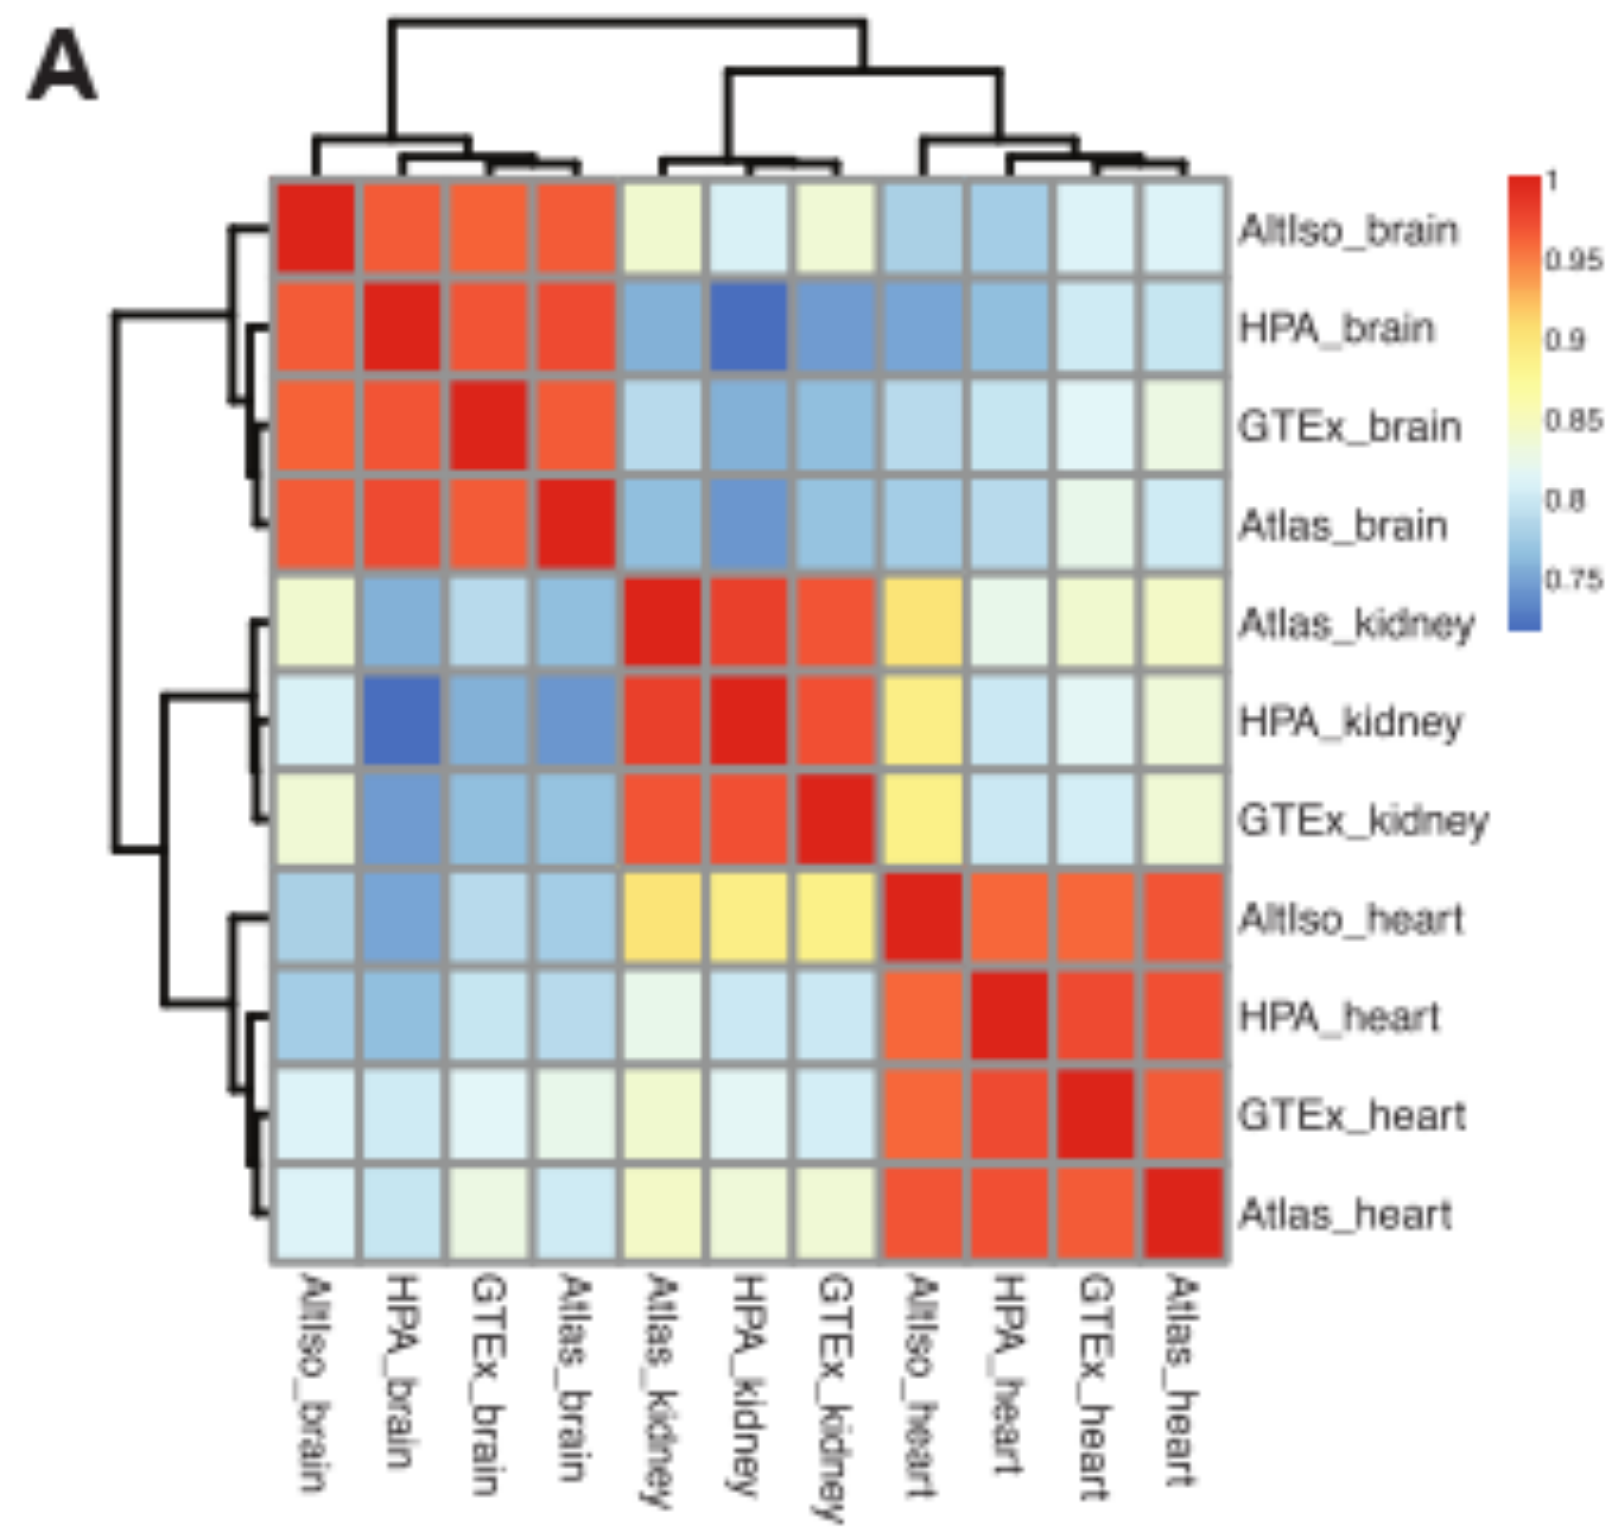 A
AltIso_brain
HPA_brain
GTEx_brain
Atlas_brain
Atlas_kidney
HPA_kidney
GTEx_kidney
AltIso_heart
HPA_heart
GTEx_heart
Atlas_heart
1
0.95
0.9
0.85
0.8
0.75
AltIso_brain
HPA_brain
GTEx_brain
Atlas_brain
Atlas_kidney
HPA_kidney
GTEx_kidney
AltIso_heart
HPA_heart
GTEx_heart
Atlas_heart